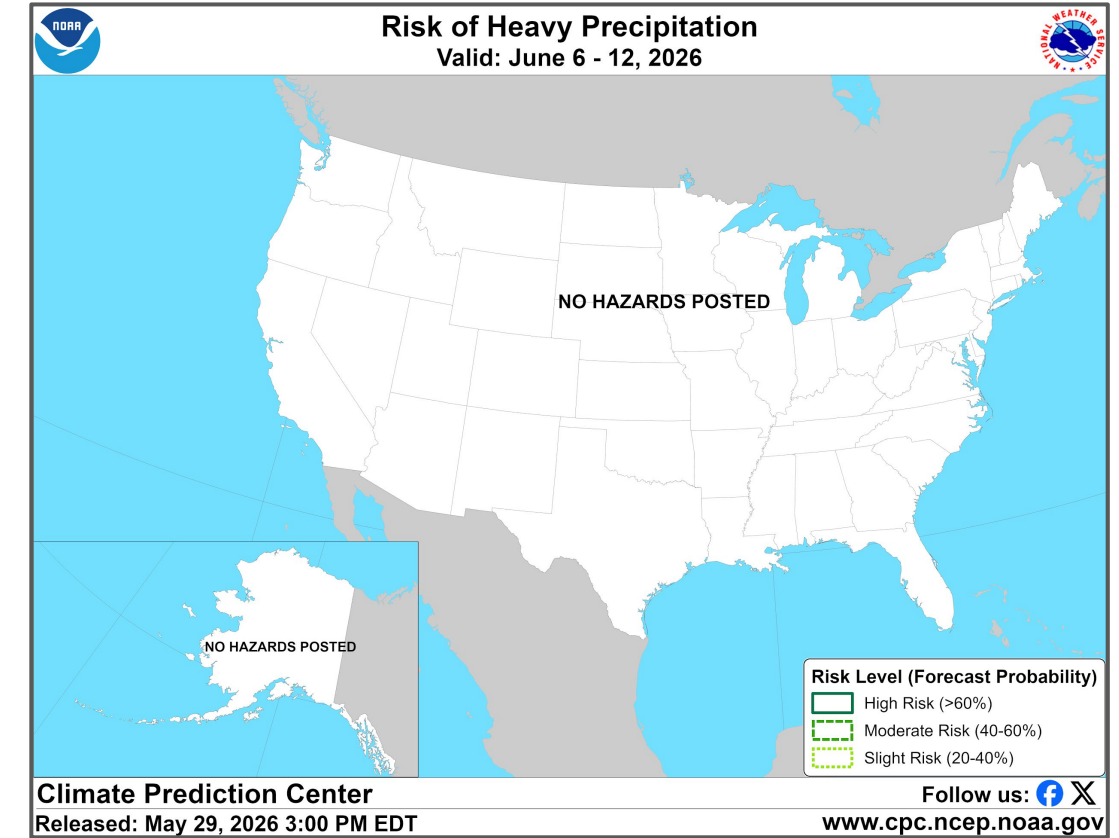 NOAA
Risk of Heavy Precipitation
Valid: June 6 - 12, 2026
NATIONAL WEATHER SERVICE
NO HAZARDS POSTED
NO HAZARDS POSTED
Risk Level (Forecast Probability)
High Risk (>60%)
Moderate Risk (40-60%)
Slight Risk (20-40%)
Climate Prediction Center
Follow us:
Released: May 29, 2026 3:00 PM EDT
www.cpc.ncep.noaa.gov